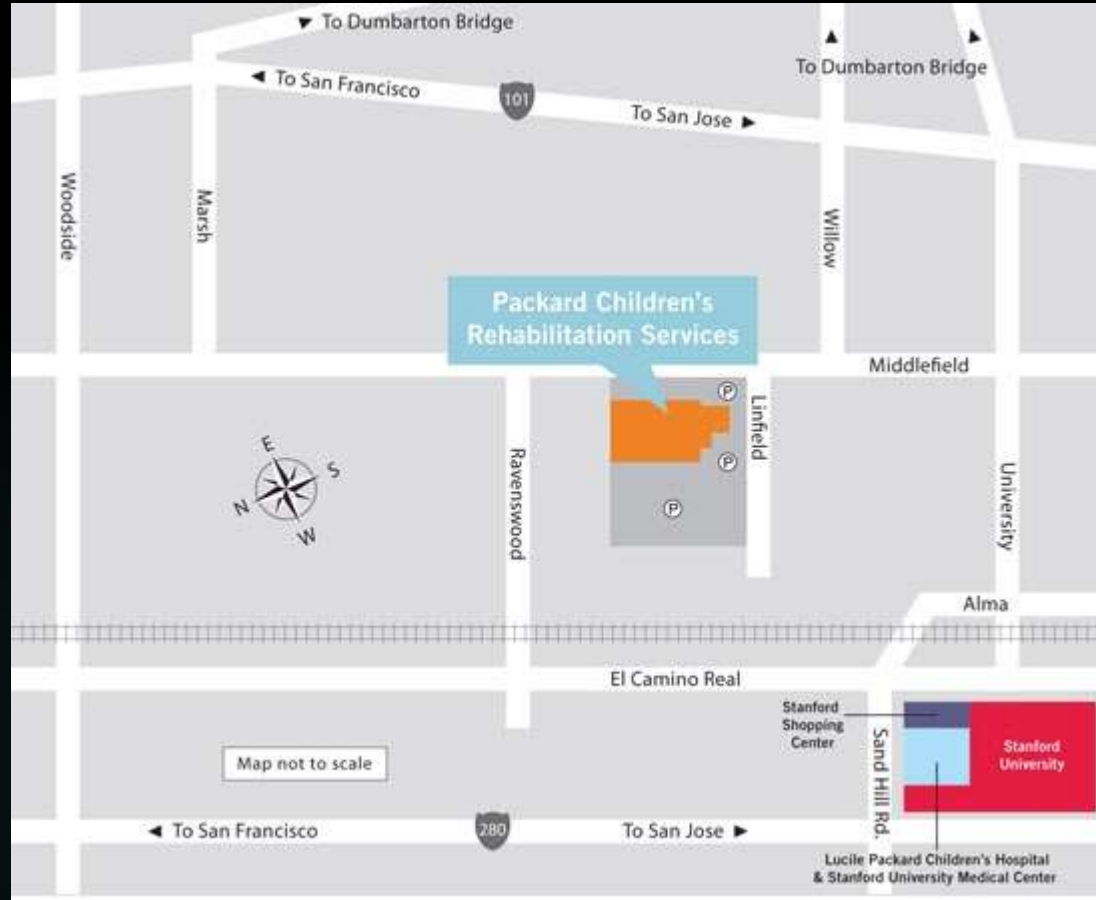 To Dumbarton Bridge
To Dumbarton Bridge
To San Francisco
101
To San Jose
Woodside
Marsh
Willow
Packard Children's
Rehabilitation Services
Middlefield
P
Linfield
P
P
E
S
N
W
Ravenswood
University
Alma
El Camino Real
Stanford
Shopping
Center
Sand Hill Rd.
Stanford
University
Map not to scale
To San Francisco
280
To San Jose
Lucile Packard Children's Hospital
& Stanford University Medical Center